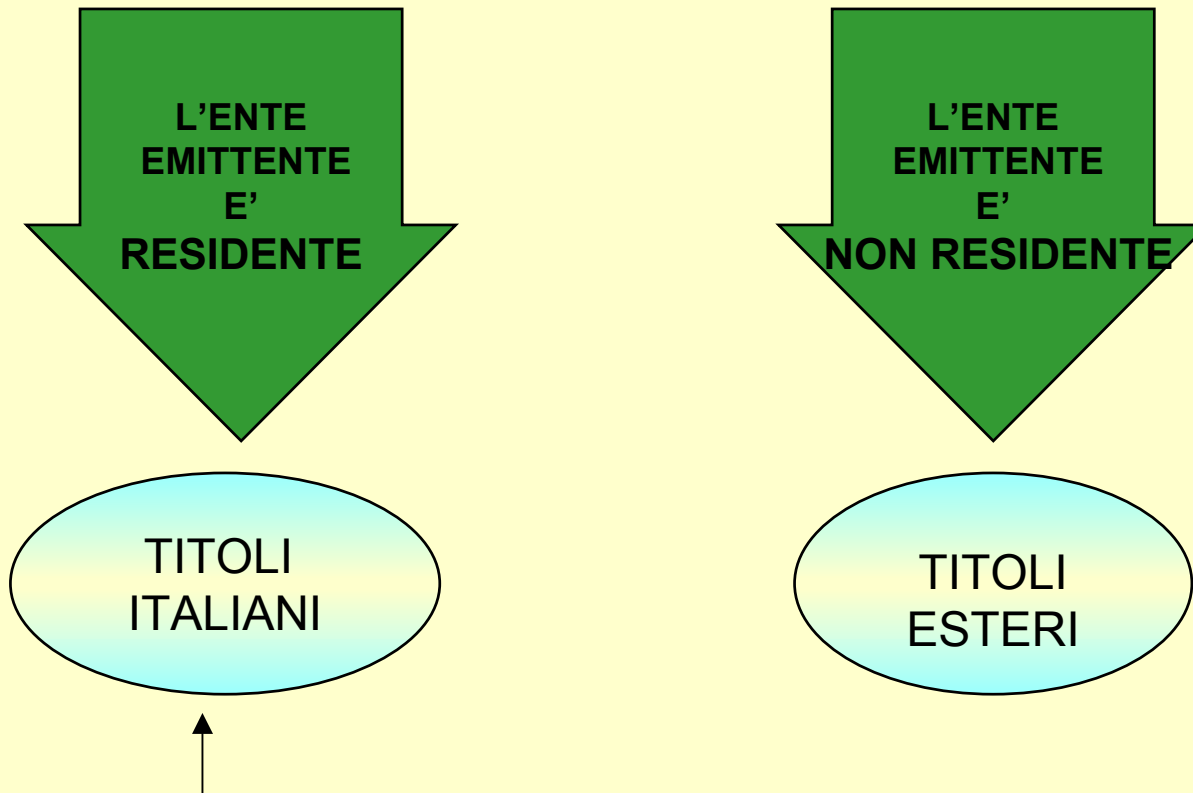 L’ENTE
EMITTENTE
E’
RESIDENTE
L’ENTE
EMITTENTE
E’
NON RESIDENTE
TITOLI
ITALIANI
TITOLI
ESTERI